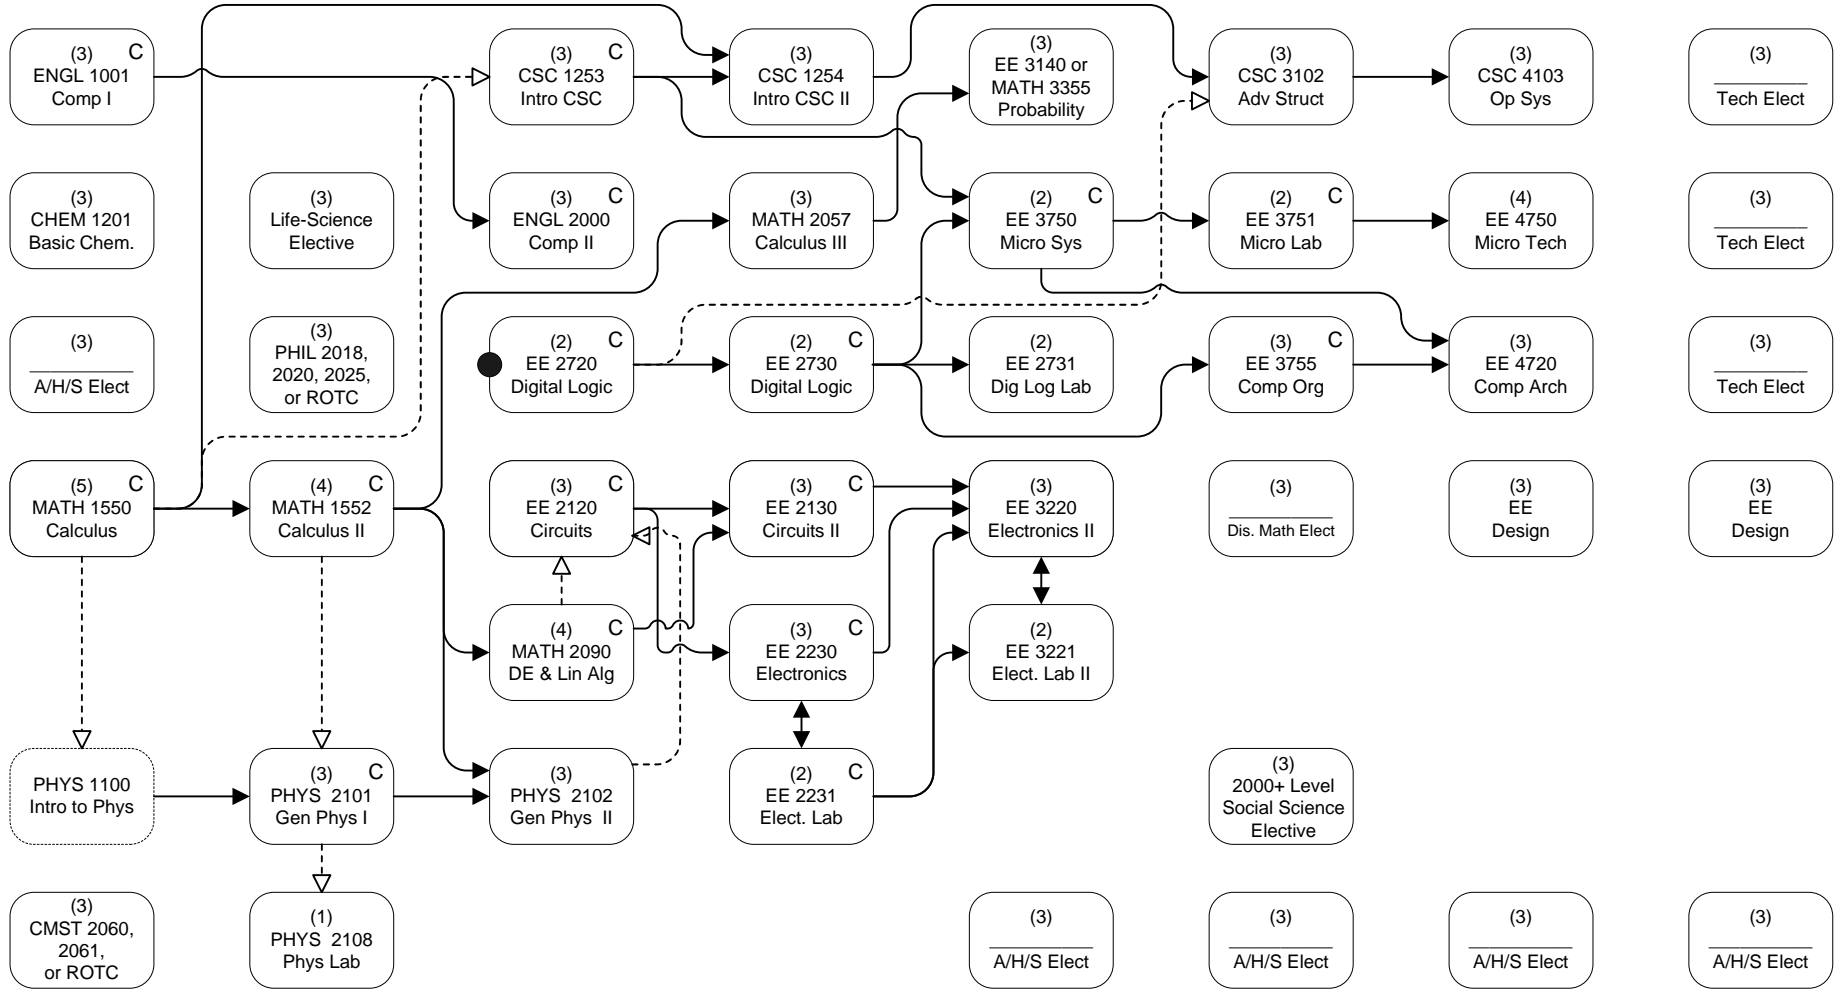 (3) C
ENGL 1001
Comp I
(3) C
CSC 1253
Intro CSC
(3)
CSC 1254
Intro CSC II
(3)
EE 3140 or
MATH 3355
Probability
(3)
CSC 3102
Adv Struct
(3)
CSC 4103
Op Sys
(3)
Tech Elect
(3)
CHEM 1201
Basic Chem.
(3)
Life-Science
Elective
(3) C
ENGL 2000
Comp II
(3)
MATH 2057
Calculus III
(2) C
EE 3750
Micro Sys
(2) C
EE 3751
Micro Lab
(4)
EE 4750
Micro Tech
(3)
Tech Elect
(3)
A/H/S Elect
(3)
PHIL 2018,
2020, 2025,
or ROTC
(2) C
EE 2720
Digital Logic
(2) C
EE 2730
Digital Logic
(2)
EE 2731
Dig Log Lab
(3) C
EE 3755
Comp Org
(3)
EE 4720
Comp Arch
(3)
Tech Elect
(5) C
MATH 1550
Calculus
(4) C
MATH 1552
Calculus II
(3) C
EE 2120
Circuits
(3) C
EE 2130
Circuits II
(3)
EE 3220
Electronics II
(3)
Dis. Math Elect
(3)
EE
Design
(3)
EE
Design
(4) C
MATH 2090
DE & Lin Alg
(3) C
EE 2230
Electronics
(2)
EE 3221
Elect. Lab II
PHYS 1100
Intro to Phys
(3) C
PHYS 2101
Gen Phys I
(3)
PHYS 2102
Gen Phys II
(2) C
EE 2231
Elect. Lab
(3)
2000+ Level
Social Science
Elective
(3)
CMST 2060,
2061,
or ROTC
(1)
PHYS 2108
Phys Lab
(3)
A/H/S Elect
(3)
A/H/S Elect
(3)
A/H/S Elect
(3)
A/H/S Elect